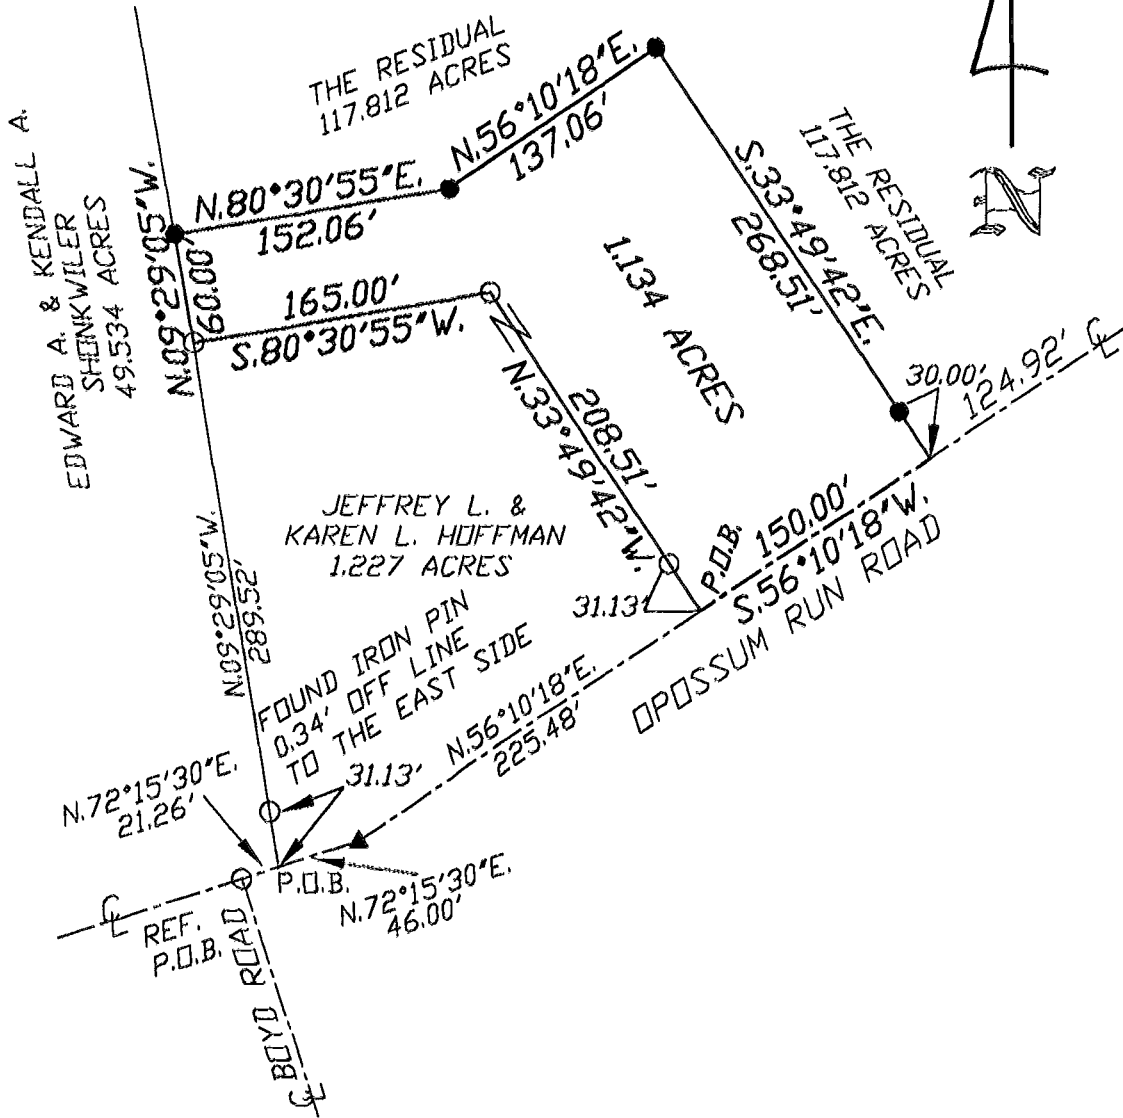 THE RESIDUAL
117.812 ACRES
N.56°10'18"E.
137.06'
N.80°30'55"E.
152.06'
N.09°29'05"W.
60.00'
EDWARD A. & KENDALL A.
SHONKWILER
49.534 ACRES
165.00'
S.80°30'55"W.
1.134 ACRES
S.33°49'42"E.
268.51'
THE RESIDUAL
117.812 ACRES
N
30.00'
124.92'
℄
208.51'
N.33°49'42"W.
JEFFREY L. &
KAREN L. HOFFMAN
1.227 ACRES
P.O.B.
150.00'
S.56°10'18"W.
OPOSSUM RUN ROAD
31.13'
N.09°29'05"W.
289.52'
FOUND IRON PIN
0.34' OFF LINE
TO THE EAST SIDE
N.56°10'18"E.
225.48'
N.72°15'30"E.
21.26'
31.13'
P.O.B.
N.72°15'30"E.
46.00'
℄
REF.
P.O.B.
℄ BOYD ROAD